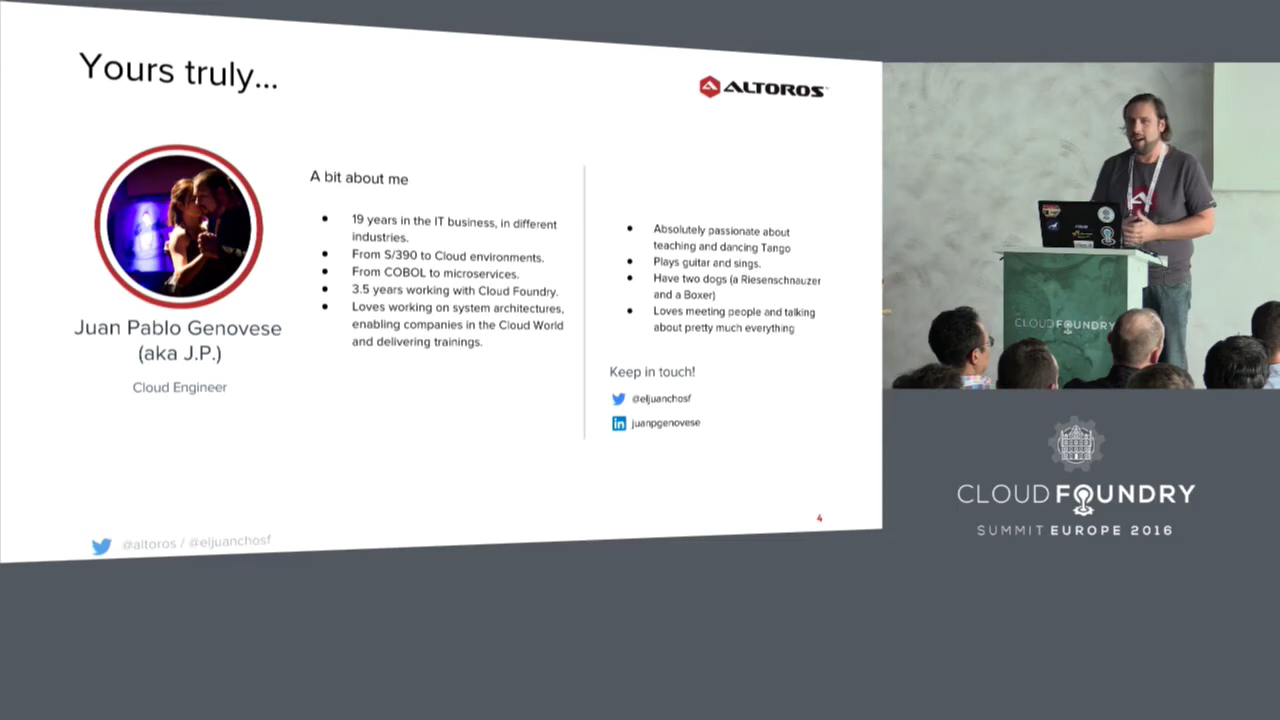 Yours truly...
ALTOROS
A bit about me
19 years in the IT business, in different
industries.
From S/390 to Cloud environments.
From COBOL to microservices.
3.5 years working with Cloud Foundry.
Loves working on system architectures,
enabling companies in the Cloud World
and delivering trainings.
Juan Pablo Genovese
(aka J.P.)
Cloud Engineer
Absolutely passionate about
teaching and dancing Tango
Plays guitar and sings.
Have two dogs (a Riesenschnauzer
and a Boxer)
Loves meeting people and talking
about pretty much everything
Keep in touch!
@eljuanchosf
in juanpgenovese
4
@altoros / @eljuanchosf
CLOUD FOUNDRY
CLOUD FOUNDRY
SUMMIT EUROPE 2016